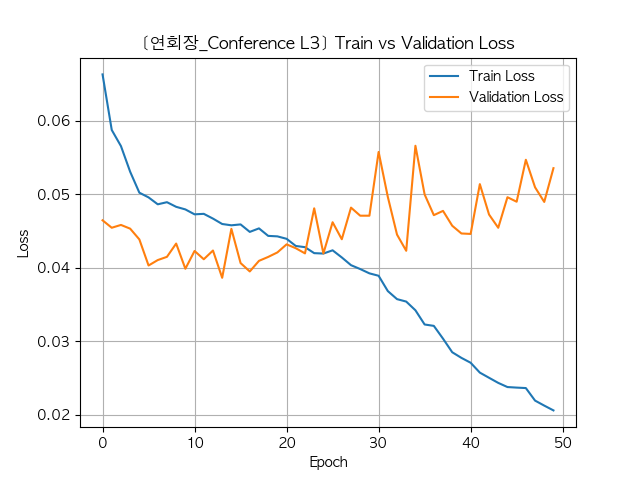 〔연회장_Conference L3〕 Train vs Validation Loss
Train Loss
Validation Loss
Loss
0.06
0.05
0.04
0.03
0.02
0 10 20 30 40 50
Epoch